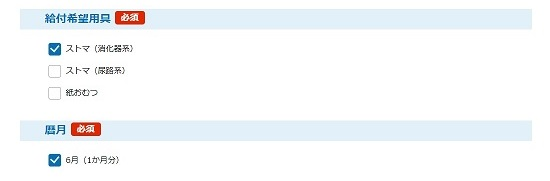 給付希望用具 必須
ストマ（消化器系）
ストマ（尿路系）
紙おむつ
暦月 必須
6月（1か月分）